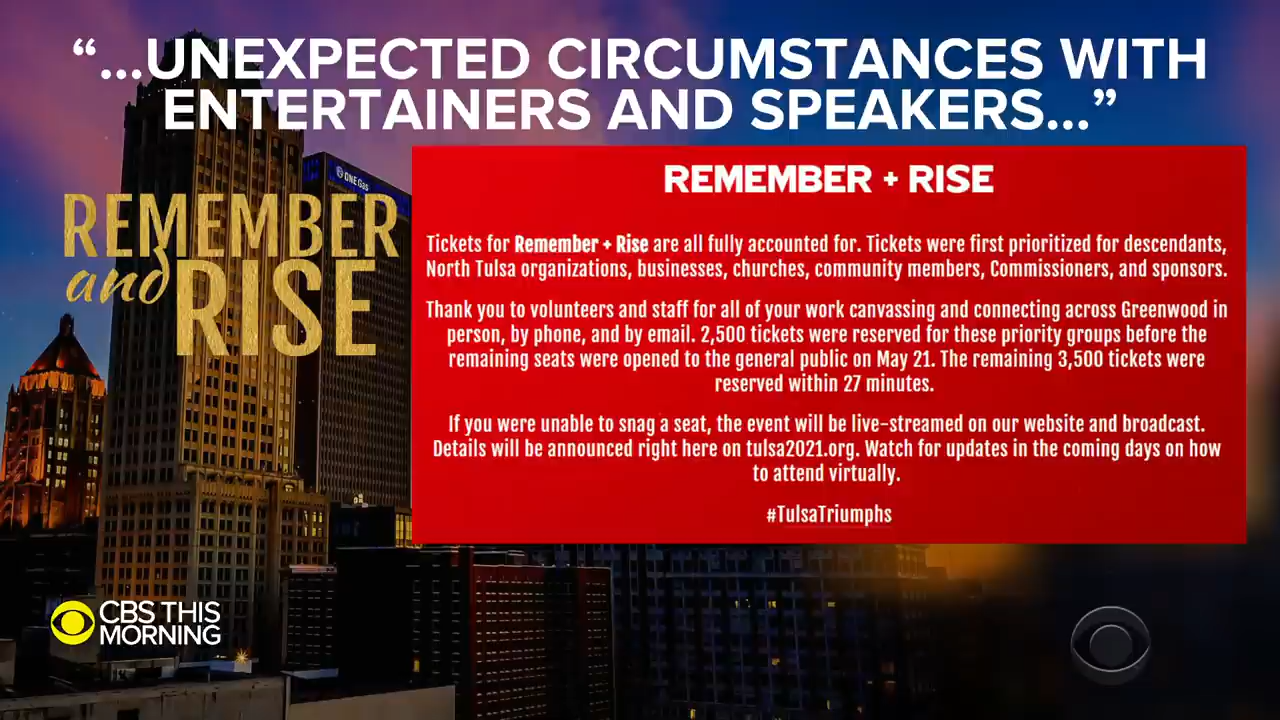 “...UNEXPECTED CIRCUMSTANCES WITH
ENTERTAINERS AND SPEAKERS...”
ONE Gas
REMEMBER
and RISE
REMEMBER + RISE
Tickets for Remember + Rise are all fully accounted for. Tickets were first prioritized for descendants,
North Tulsa organizations, businesses, churches, community members, Commissioners, and sponsors.
Thank you to volunteers and staff for all of your work canvassing and connecting across Greenwood in
person, by phone, and by email. 2,500 tickets were reserved for these priority groups before the
remaining seats were opened to the general public on May 21. The remaining 3,500 tickets were
reserved within 27 minutes.
If you were unable to snag a seat, the event will be live-streamed on our website and broadcast.
Details will be announced right here on tulsa2021.org. Watch for updates in the coming days on how
to attend virtually.
#TulsaTriumphs
CBS THIS
MORNING